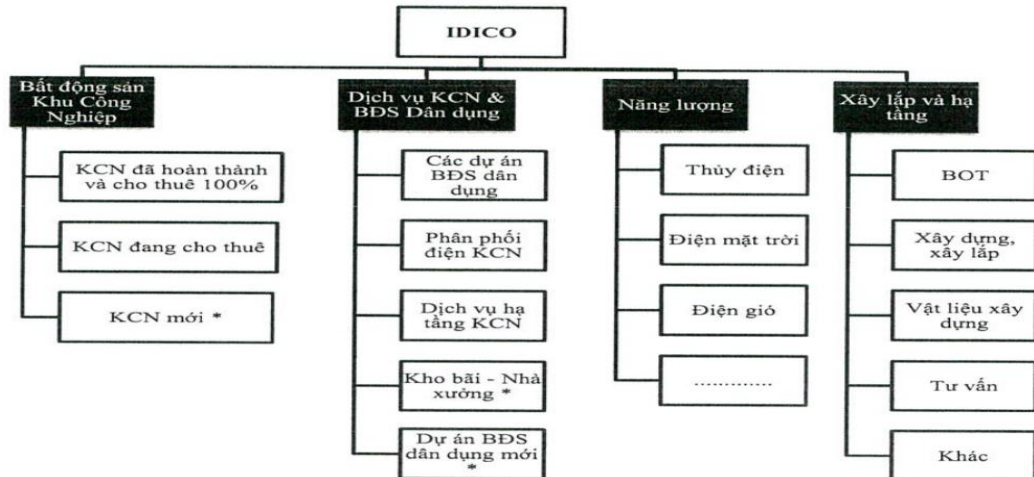 IDICO
Bất động sản
Khu Công
Nghiệp
KCN đã hoàn thành
và cho thuê 100%
KCN đang cho thuê
KCN mới *
Dịch vụ KCN &
BĐS Dân dụng
Các dự án
BĐS dân
dụng
Phân phối
điện KCN
Dịch vụ hạ
tầng KCN
Kho bãi - Nhà
xưởng *
Dự án BĐS
dân dụng mới
*
Năng lượng
Thủy điện
Điện mặt trời
Điện gió
.............
Xây lắp và hạ
tầng
BOT
Xây dựng,
xây lắp
Vật liệu xây
dựng
Tư vấn
Khác